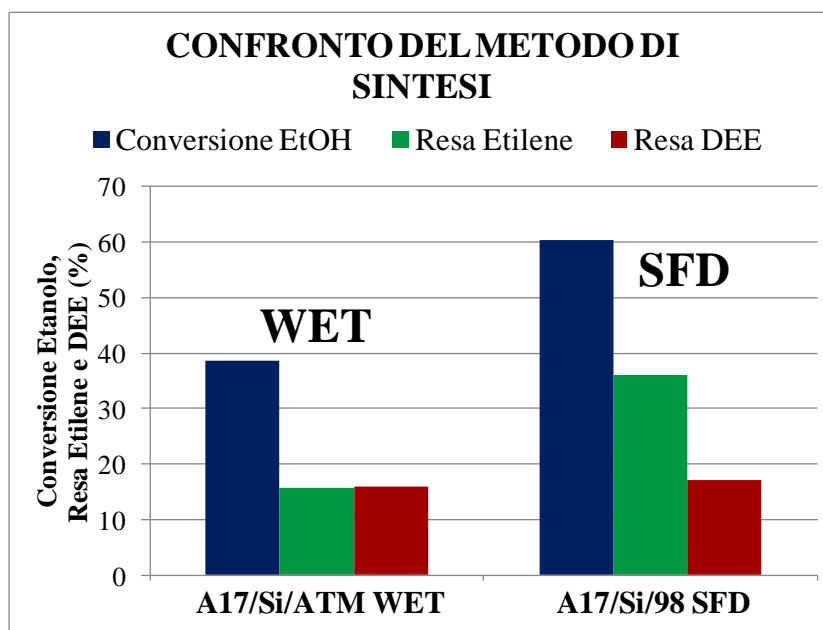 CONFRONTO DEL METODO DI
SINTESI
Conversione EtOH Resa Etilene Resa DEE
Conversione Etanolo,
Resa Etilene e DEE (%)
70
60
50
40
30
20
10
0
WET
SFD
A17/Si/ATM WET A17/Si/98 SFD